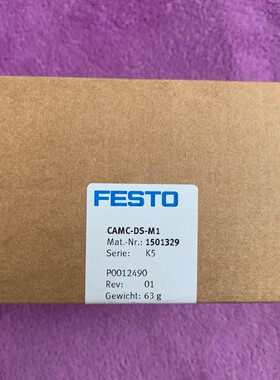 FESTO
CAMC-DS-M1
Mat.-Nr.: 1501329
Serie: K5
P0012490
Rev: 01
Gewicht: 63 g